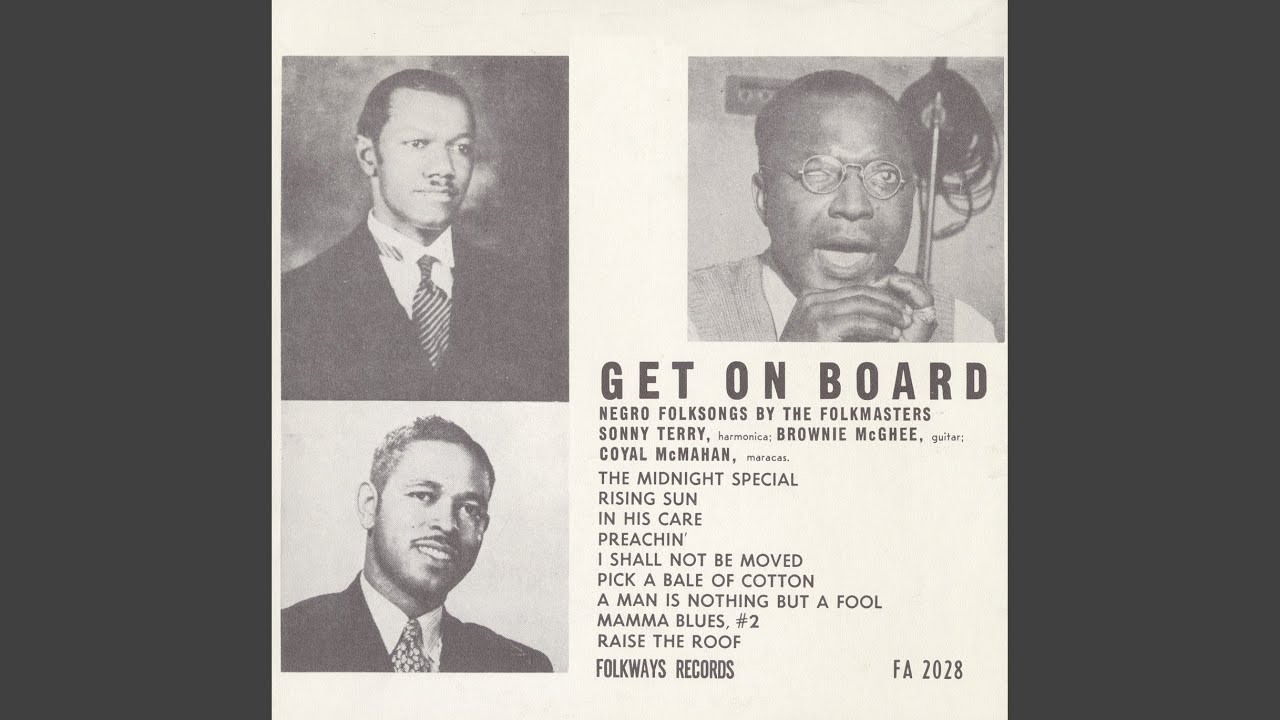 GET ON BOARD
NEGRO FOLKSONGS BY THE FOLKMASTERS
SONNY TERRY, harmonica; BROWNIE McGHEE, guitar;
COYAL McMAHAN, maracas.
THE MIDNIGHT SPECIAL
RISING SUN
IN HIS CARE
PREACHIN'
I SHALL NOT BE MOVED
PICK A BALE OF COTTON
A MAN IS NOTHING BUT A FOOL
MAMMA BLUES, #2
RAISE THE ROOF
FOLKWAYS RECORDS FA 2028